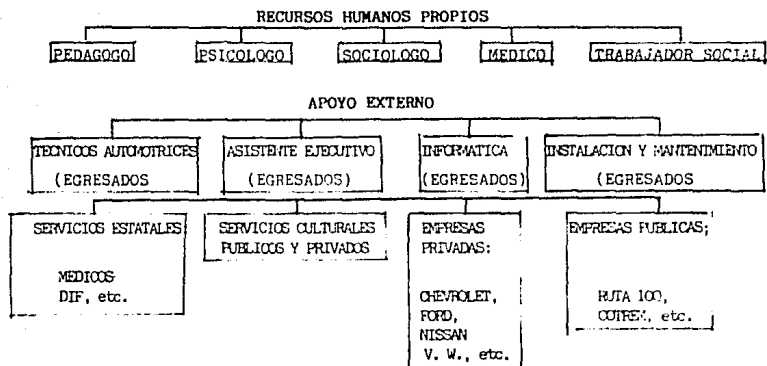 RECURSOS HUMANOS PROPIOS
PEDAGOGO PSICOLOGO SOCIOLOGO MEDICO TRABAJADOR SOCIAL
APOYO EXTERNO
TECNICOS AUTOMOTRICES ASISTENTE EJECUTIVO INFORMATICA INSTALACION Y MANTENIMIENTO
(EGRESADOS (EGRESADOS) (EGRESADOS) (EGRESADOS
SERVICIOS ESTATALES SERVICIOS CULTURALES EMPRESAS EMPRESAS PUBLICAS;
PUBLICOS Y PRIVADOS PRIVADAS:
MEDICOS
DIF, etc.
CHEVROLET, RUTA 100,
FORD, etc.
NISSAN
V. W., etc.